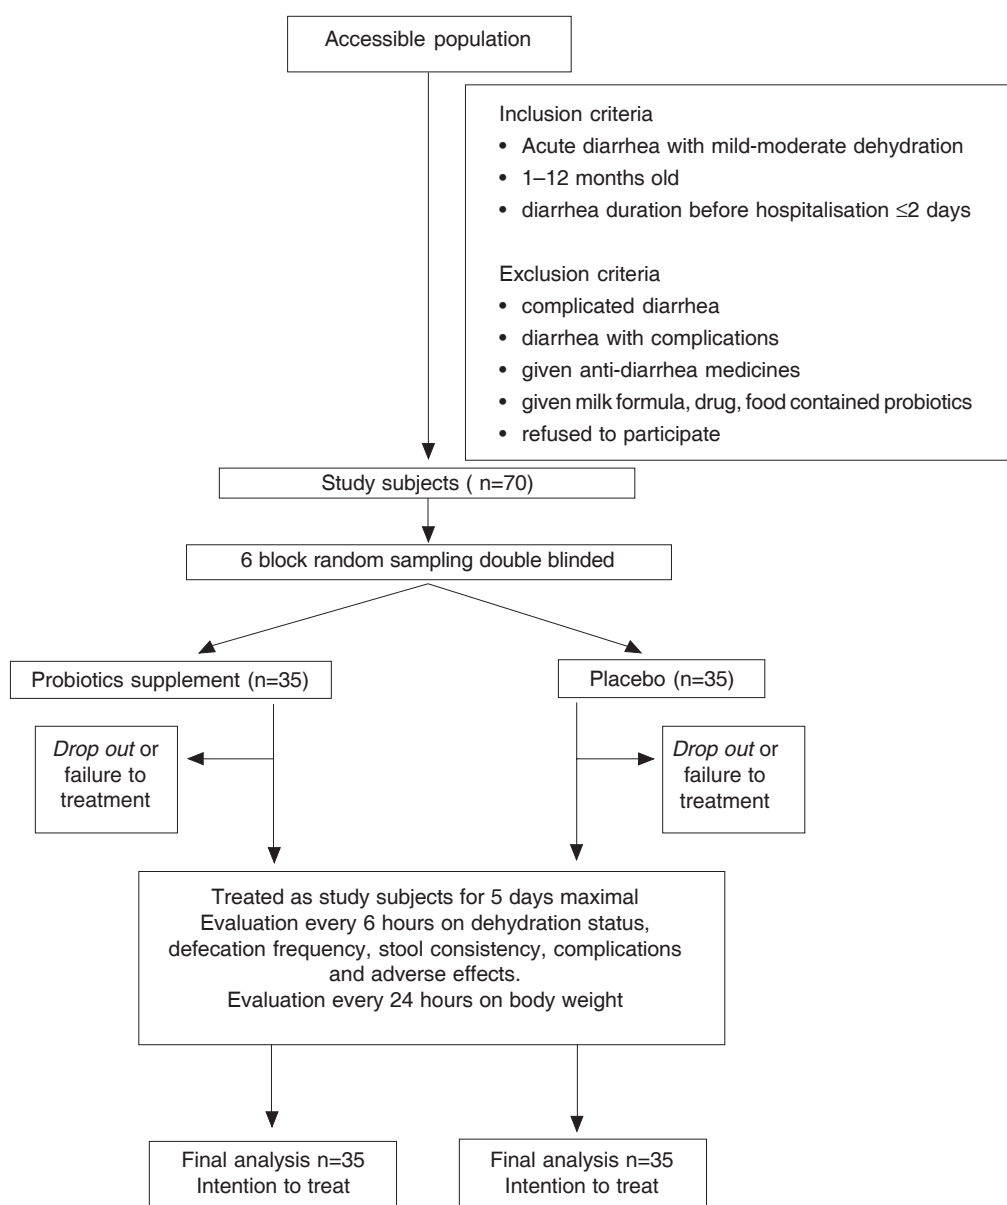 Accessible population
Inclusion criteria
• Acute diarrhea with mild-moderate dehydration
• 1–12 months old
• diarrhea duration before hospitalisation ≤2 days
Exclusion criteria
• complicated diarrhea
• diarrhea with complications
• given anti-diarrhea medicines
• given milk formula, drug, food contained probiotics
• refused to participate
Study subjects ( n=70)
6 block random sampling double blinded
Probiotics supplement (n=35)
Placebo (n=35)
Drop out or
failure to
treatment
Drop out or
failure to
treatment
Treated as study subjects for 5 days maximal
Evaluation every 6 hours on dehydration status,
defecation frequency, stool consistency, complications
and adverse effects.
Evaluation every 24 hours on body weight
Final analysis n=35
Intention to treat
Final analysis n=35
Intention to treat